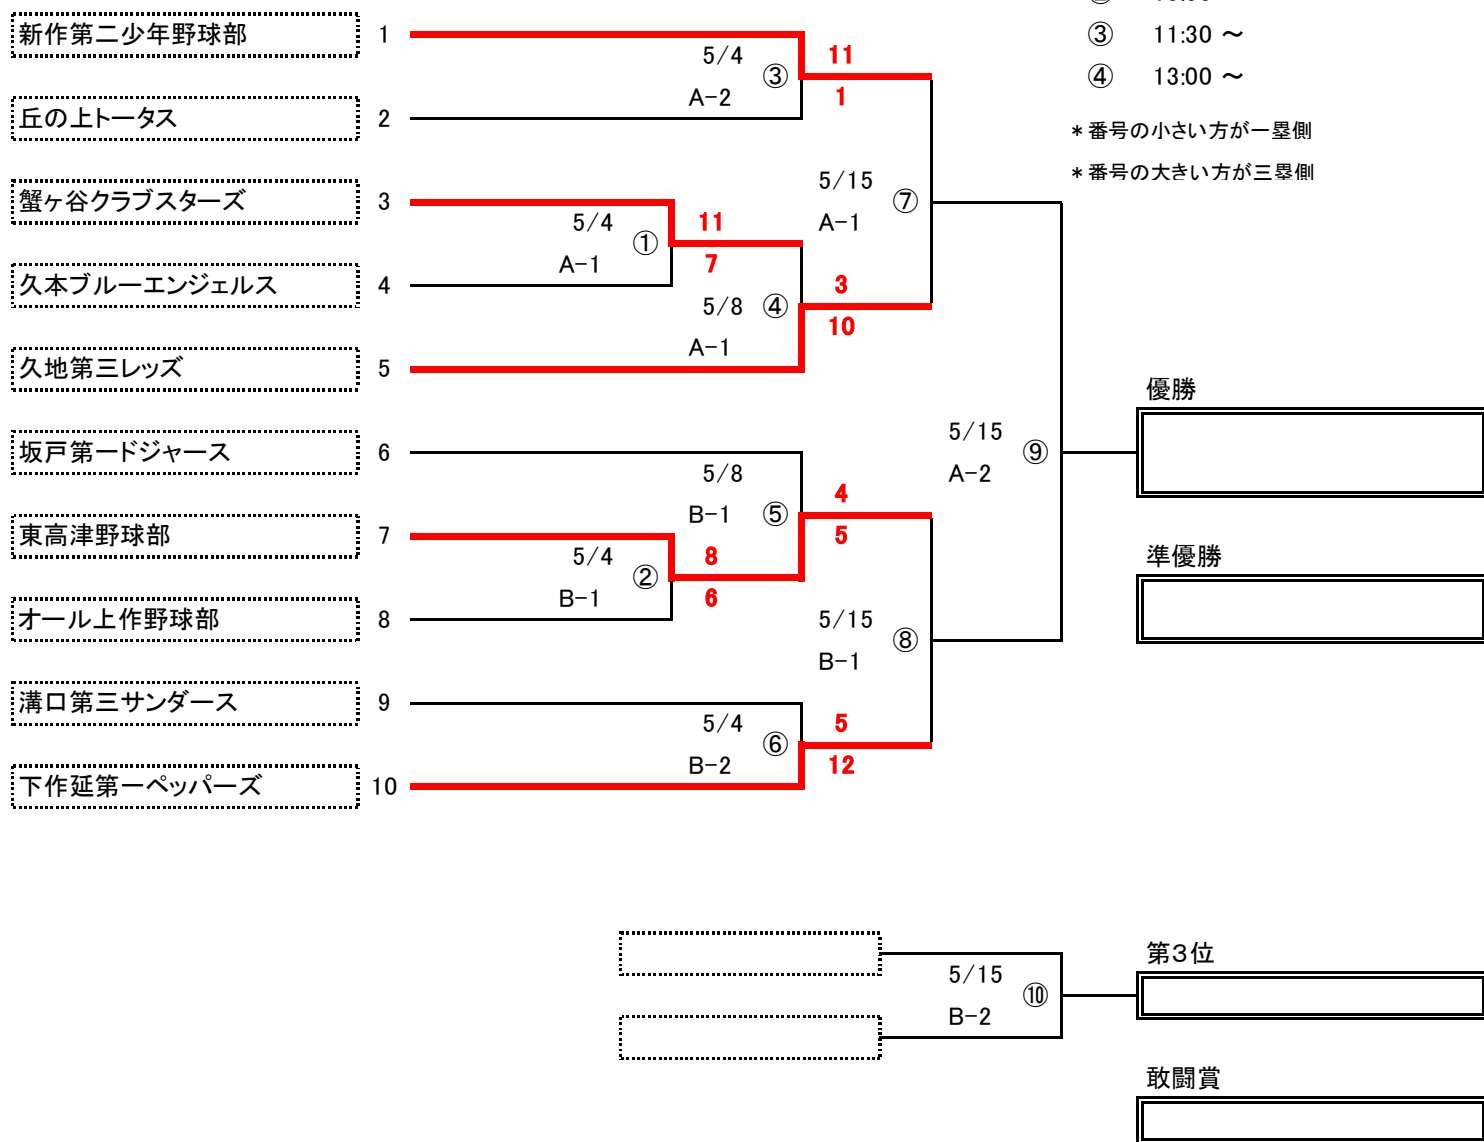 新作第二少年野球部 1
5/4 ③ 11
③ 11:30 ～
A-2 1
④ 13:00 ～
丘の上トータス 2
＊番号の小さい方が一塁側
＊番号の大きい方が三塁側
蟹ヶ谷クラブスターズ 3
5/15 ⑦
A-1
5/4 ① 11
A-1 7
久本ブルーエンジェルス 4
5/8 ④ 3
A-1 10
久地第三レッズ 5
優勝
坂戸第一ドジャース 6
5/15 ⑨
A-2
5/8 4
B-1 ⑤ 5
東高津野球部 7
5/4 ② 8
B-1 6
準優勝
オール上作野球部 8
5/15 ⑧
B-1
溝口第三サンダース 9
5/4 ⑥ 5
B-2 12
下作延第一ペッパーズ 10
第3位
5/15 ⑩
B-2
敢闘賞